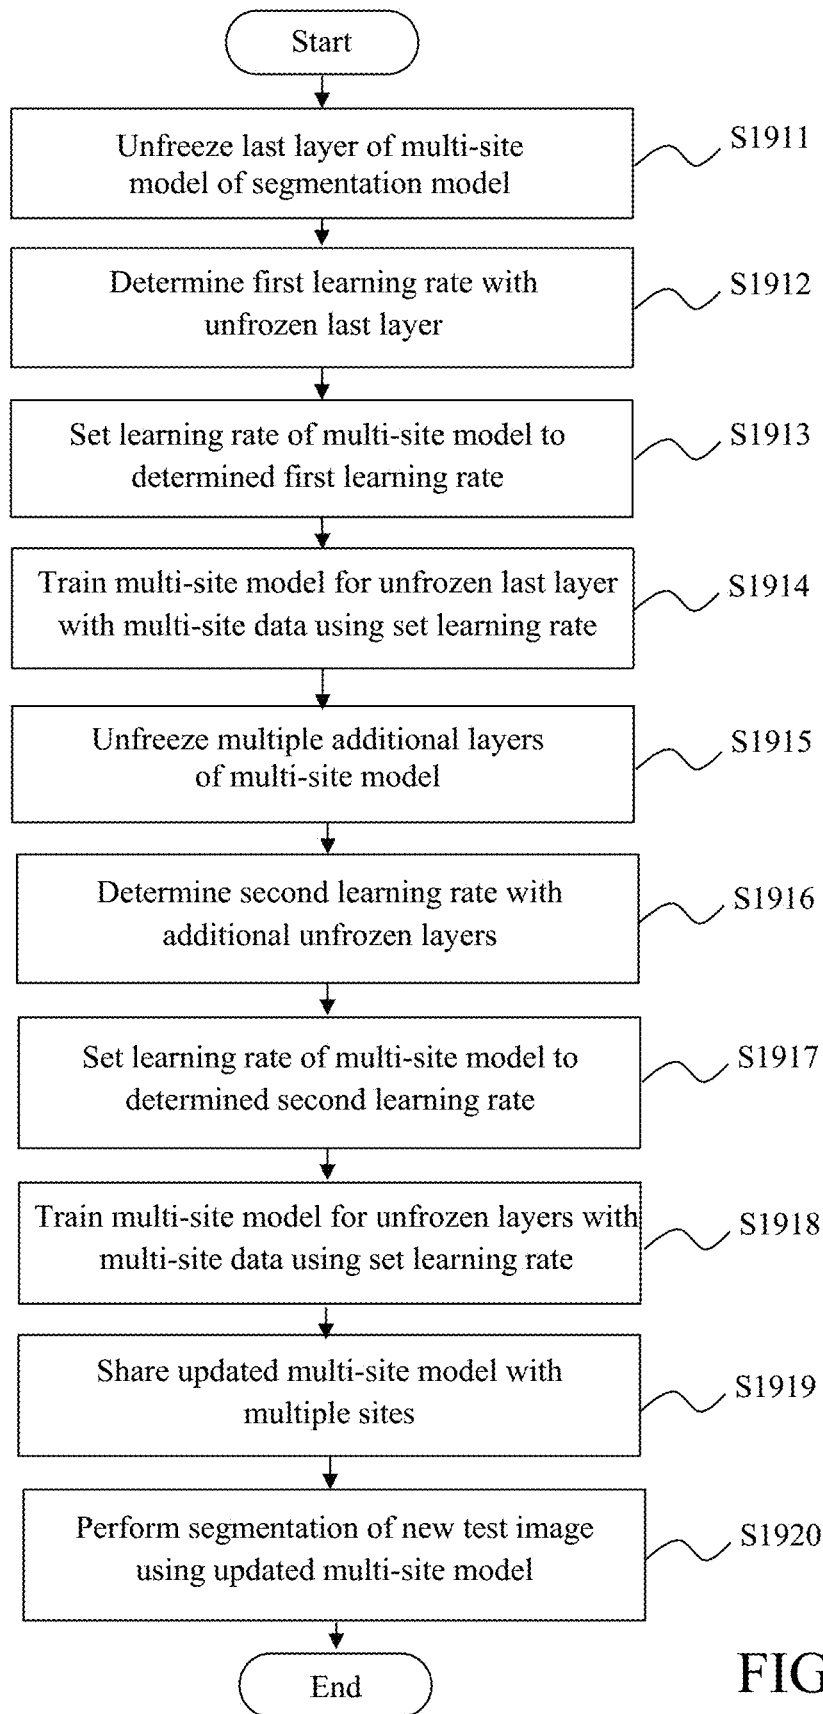 Start
Unfreeze last layer of multi-site
model of segmentation model
S1911
Determine first learning rate with
unfrozen last layer
S1912
Set learning rate of multi-site model to
determined first learning rate
S1913
Train multi-site model for unfrozen last layer
with multi-site data using set learning rate
S1914
Unfreeze multiple additional layers
of multi-site model
S1915
Determine second learning rate with
additional unfrozen layers
S1916
Set learning rate of multi-site model to
determined second learning rate
S1917
Train multi-site model for unfrozen layers with
multi-site data using set learning rate
S1918
Share updated multi-site model with
multiple sites
S1919
Perform segmentation of new test image
using updated multi-site model
S1920
End
FIG